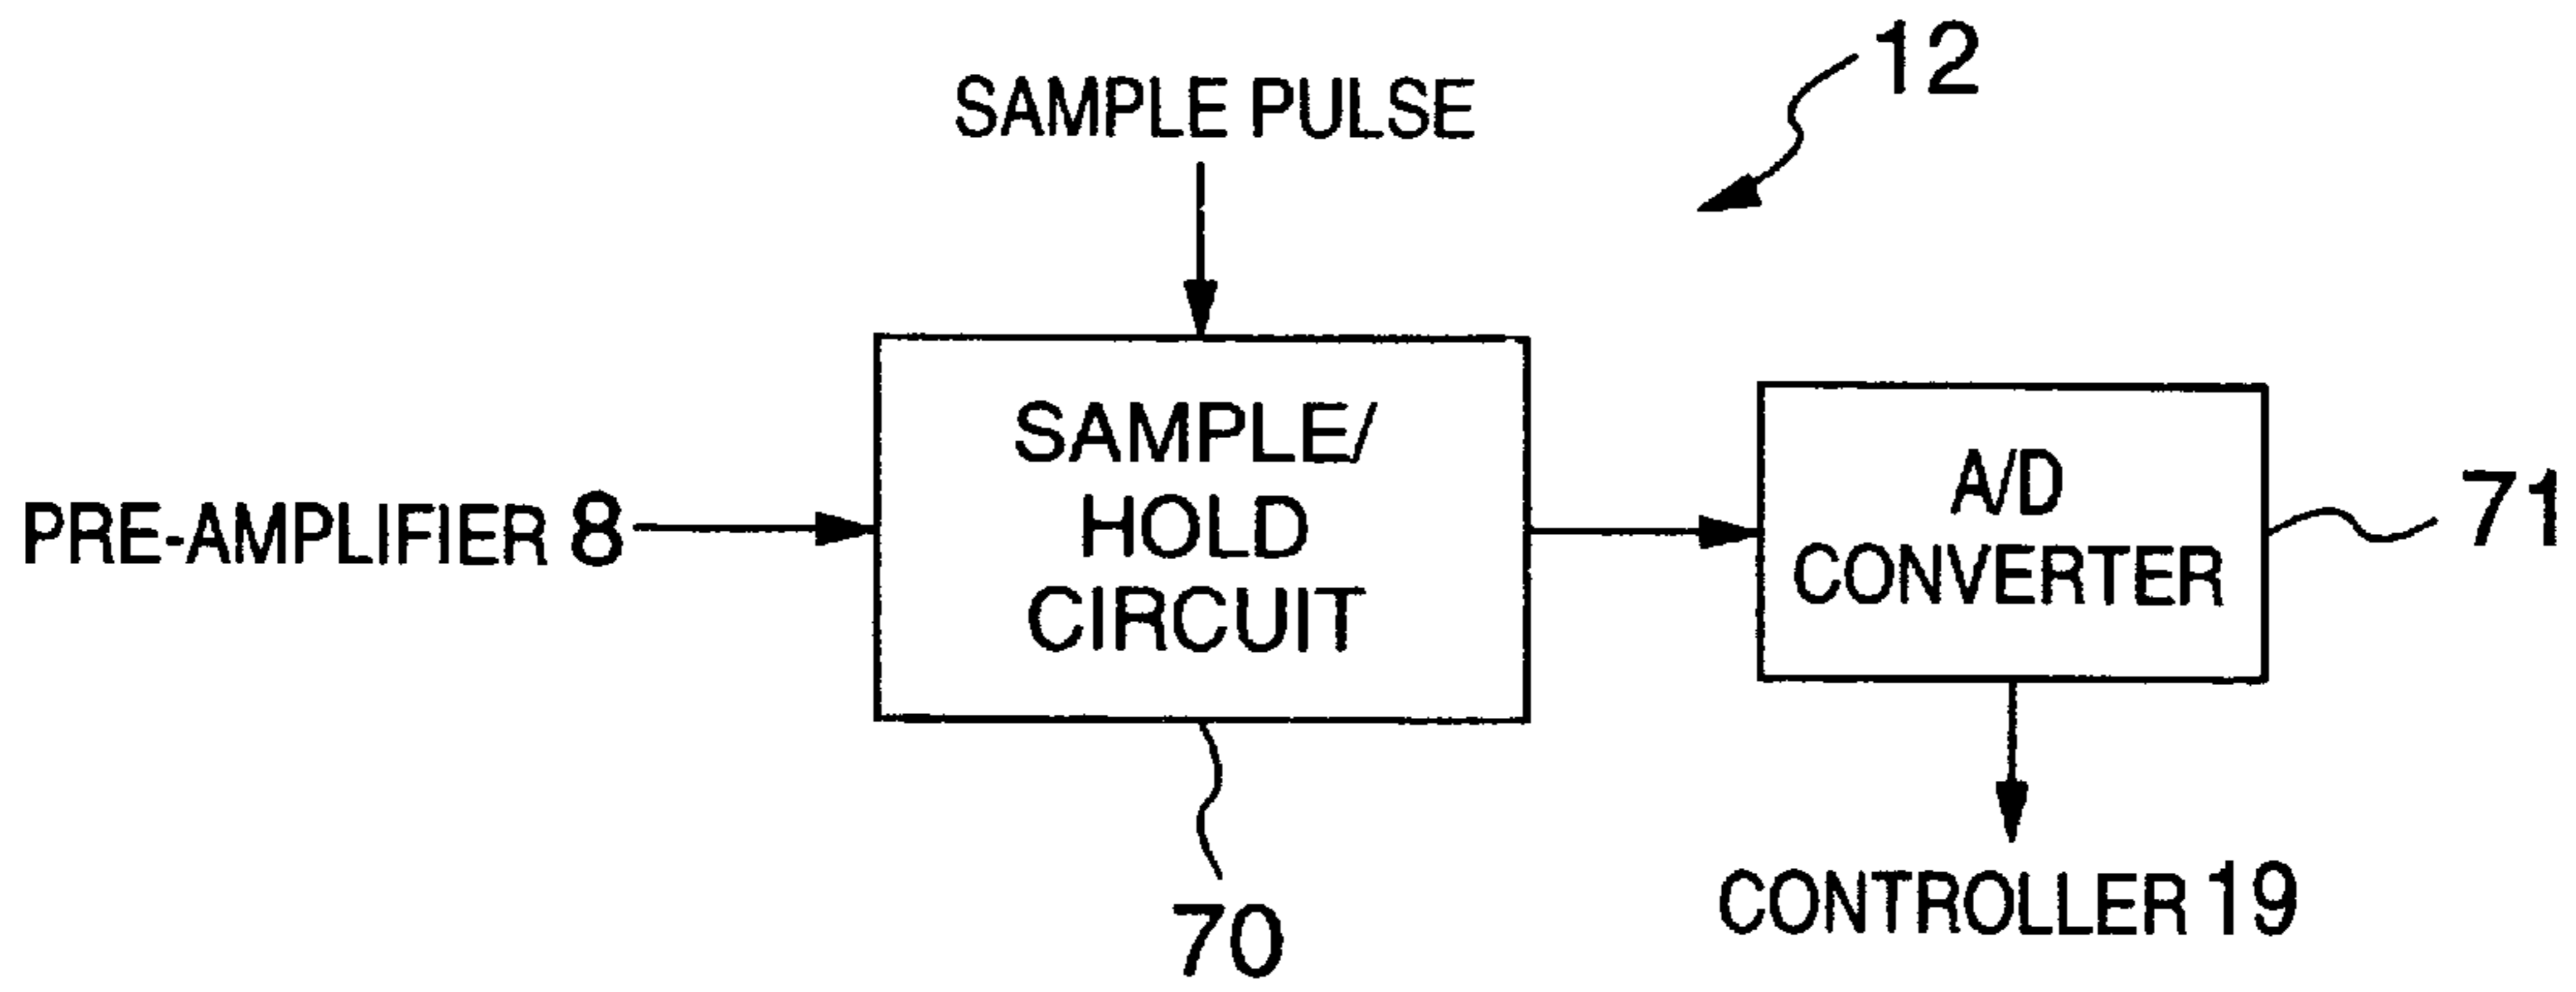 12
SAMPLE PULSE
SAMPLE/
HOLD
CIRCUIT
A/D
CONVERTER
71
PRE-AMPLIFIER 8
70
CONTROLLER 19